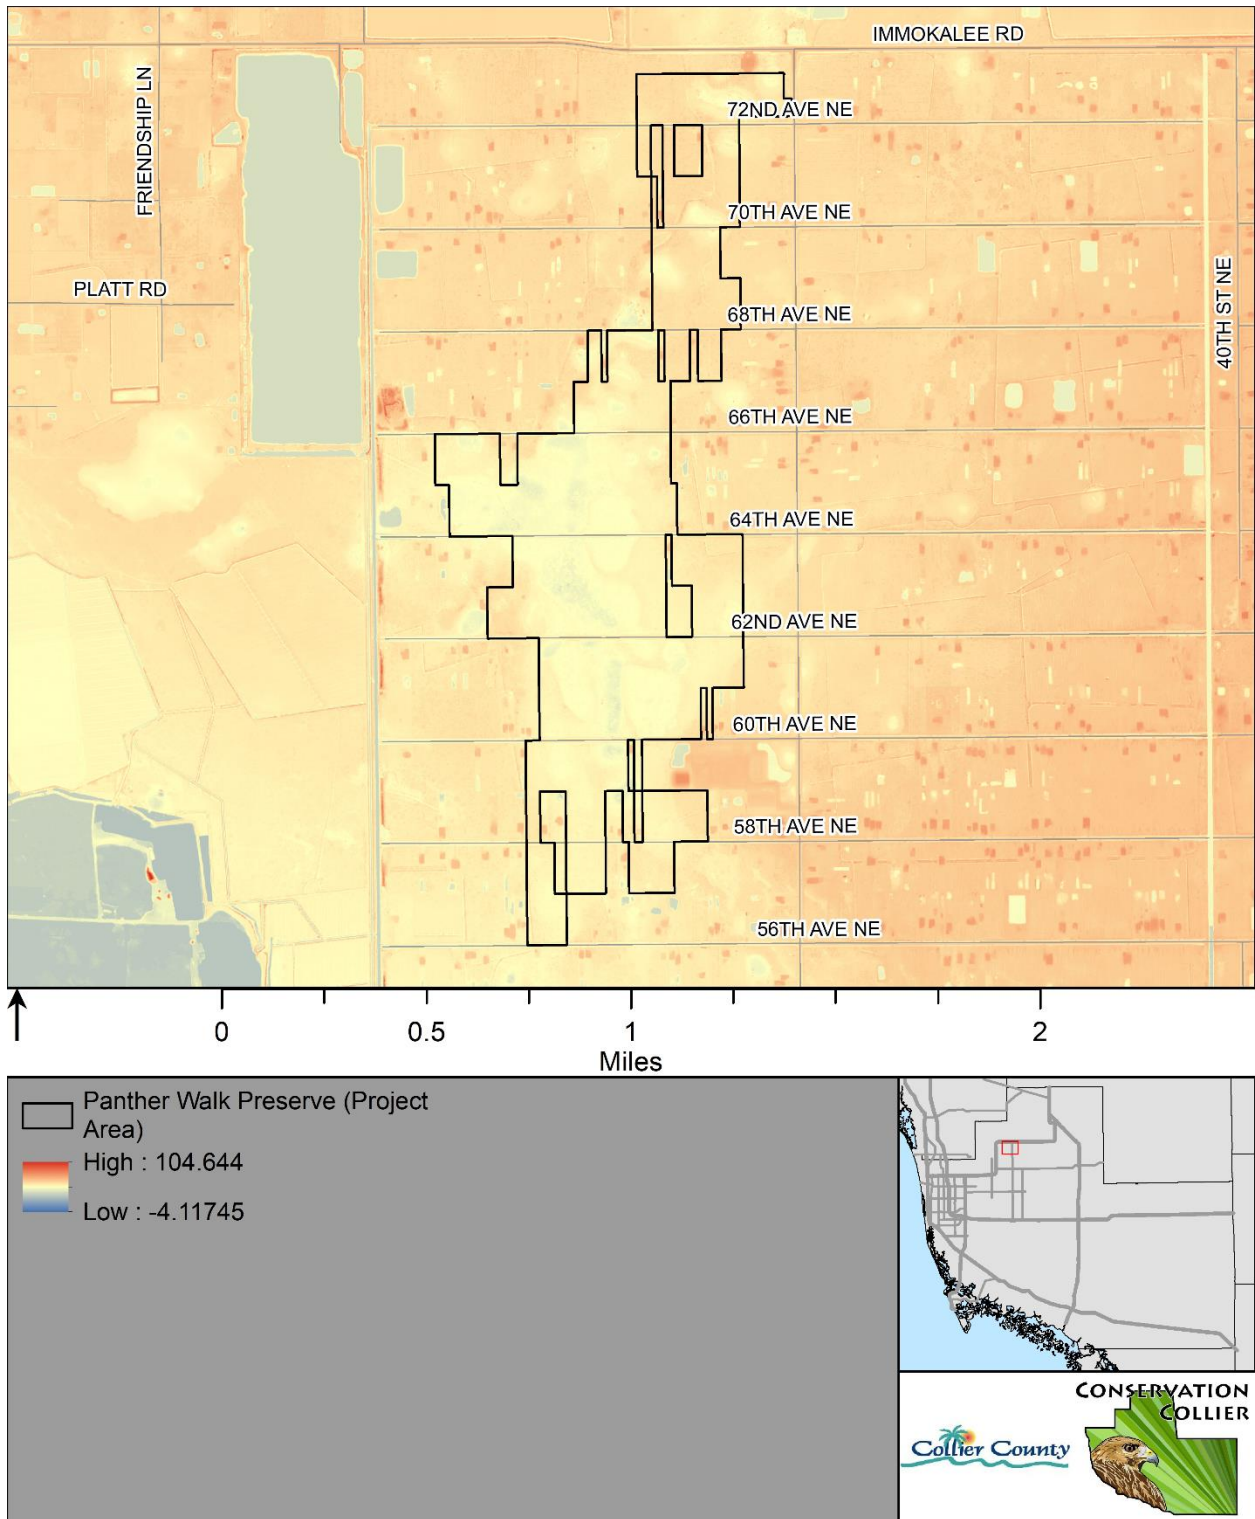 IMMOKALEE RD
FRIENDSHIP LN
72ND AVE NE
70TH AVE NE
PLATT RD
68TH AVE NE
40TH ST NE
66TH AVE NE
64TH AVE NE
62ND AVE NE
60TH AVE NE
58TH AVE NE
56TH AVE NE
0 0.5 1 2
Miles
Panther Walk Preserve (Project
Area)
High : 104.644
Low : -4.11745
CONSERVATION
COLLIER
Collier County